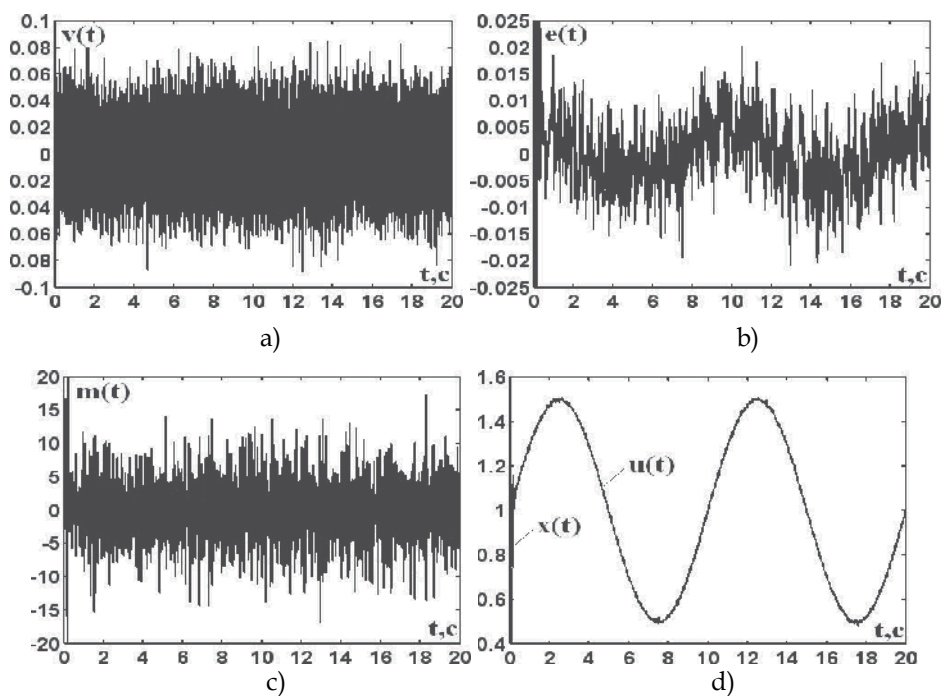 0.1
v(t)
0.08
0.06
0.04
0.02
0
0.02
0.04
0.06
0.08
-0.1
t,c
0 2 4 6 8 10 12 14 16 18 20
a)
0.025
e(t)
0.02
0.015
0.01
0.005
0
-0.005
-0.01
-0.015
-0.02
-0.025
t,c
0 2 4 6 8 10 12 14 16 18 20
b)
20
m(t)
15
10
5
0
-5
-10
-15
-20
t,c
0 2 4 6 8 10 12 14 16 18 20
c)
1.6
1.4
1.2
u(t)
1
x(t)
0.8
0.6
0.4
t,c
0 2 4 6 8 10 12 14 16 18 20
d)